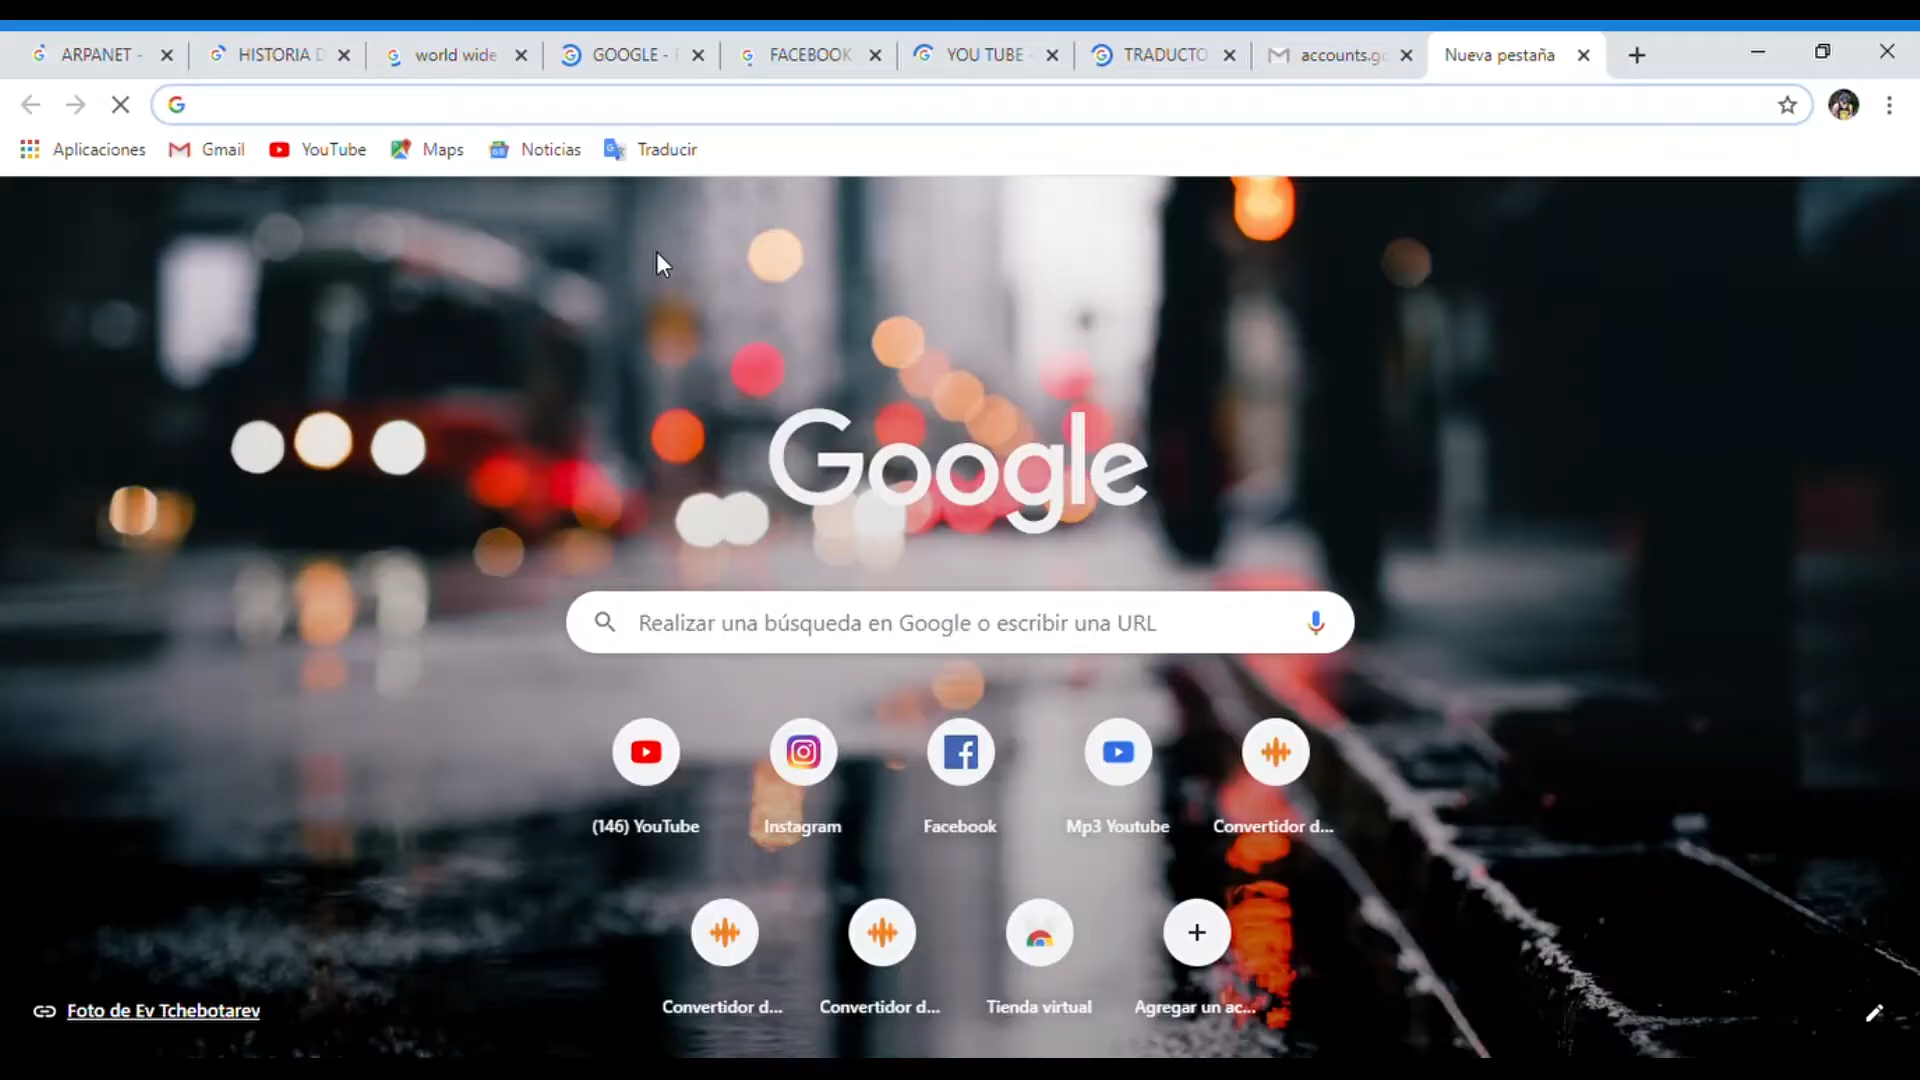 ARPANET -
HISTORIA D
world wide
GOOGLE -
FACEBOOK
YOU TUBE -
TRADUCTO
accounts.go
Nueva pestaña
Aplicaciones
Gmail
YouTube
Maps
Noticias
Traducir
Google
Realizar una búsqueda en Google o escribir una URL
(146) YouTube
Instagram
Facebook
Mp3 Youtube
Convertidor d...
Convertidor d...
Convertidor d...
Tienda virtual
Agregar un ac...
Foto de Ev Tchebotarev